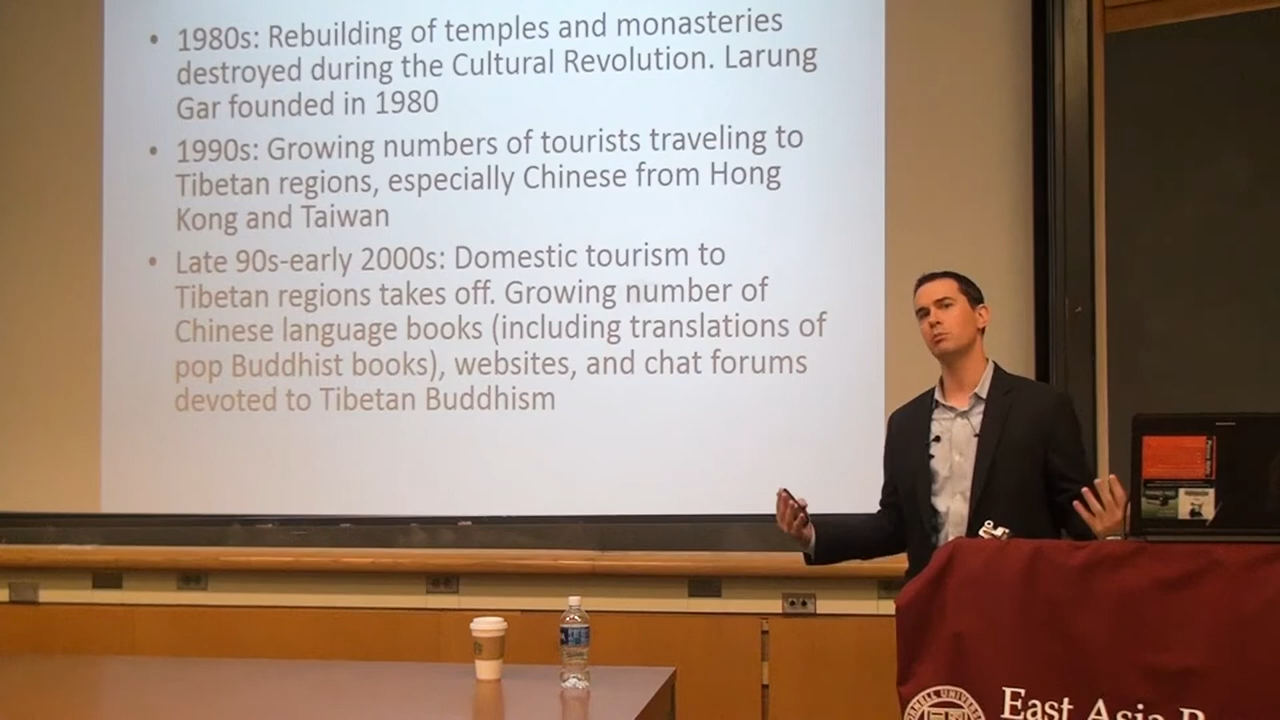 • 1980s: Rebuilding of temples and monasteries
destroyed during the Cultural Revolution. Larung
Gar founded in 1980
• 1990s: Growing numbers of tourists traveling to
Tibetan regions, especially Chinese from Hong
Kong and Taiwan
• Late 90s-early 2000s: Domestic tourism to
Tibetan regions takes off. Growing number of
Chinese language books (including translations of
pop Buddhist books), websites, and chat forums
devoted to Tibetan Buddhism
East Asia